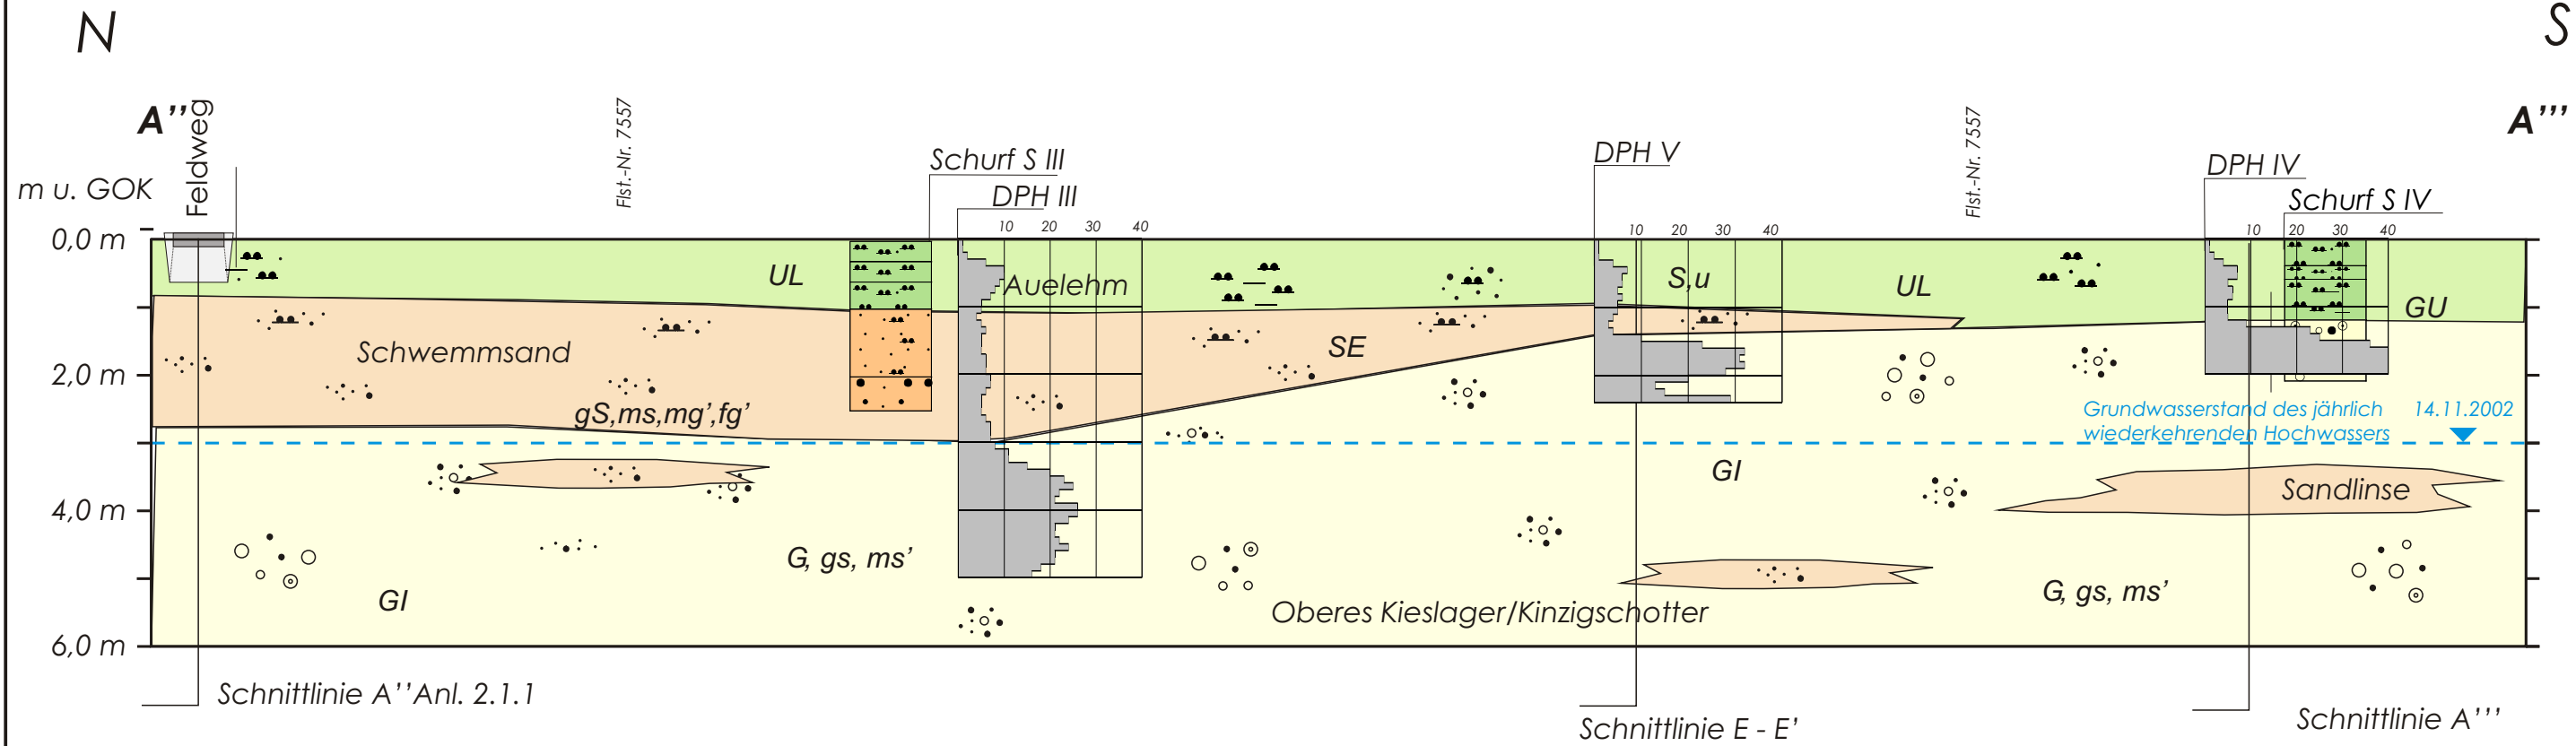 N
S
A''
Feldweg
Flst.-Nr. 7557
Flst.-Nr. 7557
A'''
Schurf S III
DPH III
DPH V
DPH IV
Schurf S IV
m u. GOK
10 20 30 40
10 20 30 40
10 20 30 40
0,0 m
UL
Auelehm
S,u
UL
GU
Schwemmsand
SE
2,0 m
gS,ms,mg',fg'
Grundwasserstand des jährlich 14.11.2002
wiederkehrenden Hochwassers
GI
Sandlinse
4,0 m
G, gs, ms'
GI
G, gs, ms'
Oberes Kieslager/Kinzigschotter
6,0 m
Schnittlinie A''Anl. 2.1.1
Schnittlinie E - E'
Schnittlinie A'''